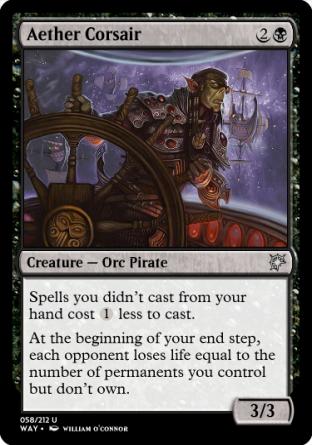 Aether Corsair 2
Creature — Orc Pirate
Spells you didn't cast from your
hand cost 1 less to cast.
At the beginning of your end step,
each opponent loses life equal to the
number of permanents you control
but don't own.
3/3
058/212 U
WAY • WILLIAM O'CONNOR